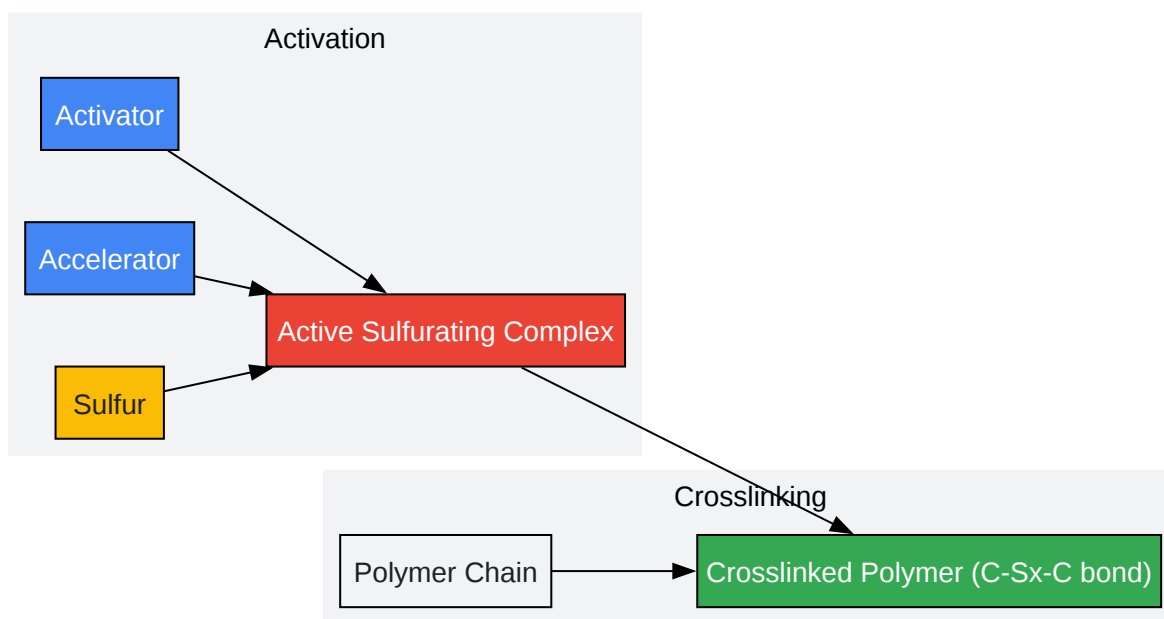 Activation
Activator
Accelerator
Active Sulfurating Complex
Sulfur
Crosslinking
Polymer Chain
Crosslinked Polymer (C-Sx-C bond)